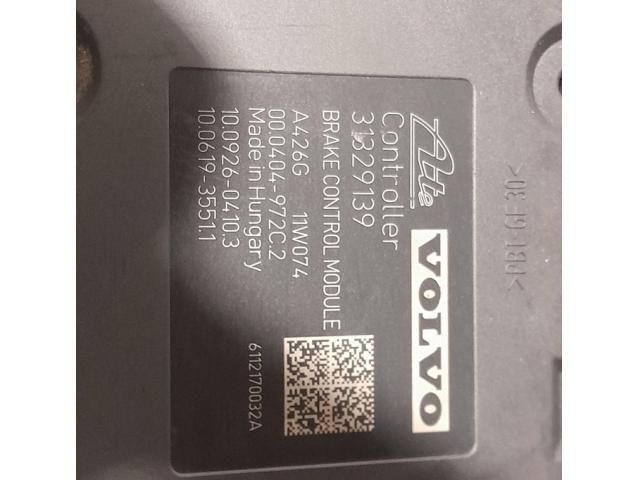 Ate VOLVO
Controller
31329139
BRAKE CONTROL MODULE
A426G 11W074
00.0404-972C.2
Made in Hungary
10.0926-0410.3
10.0619-3551.1
6112170032A